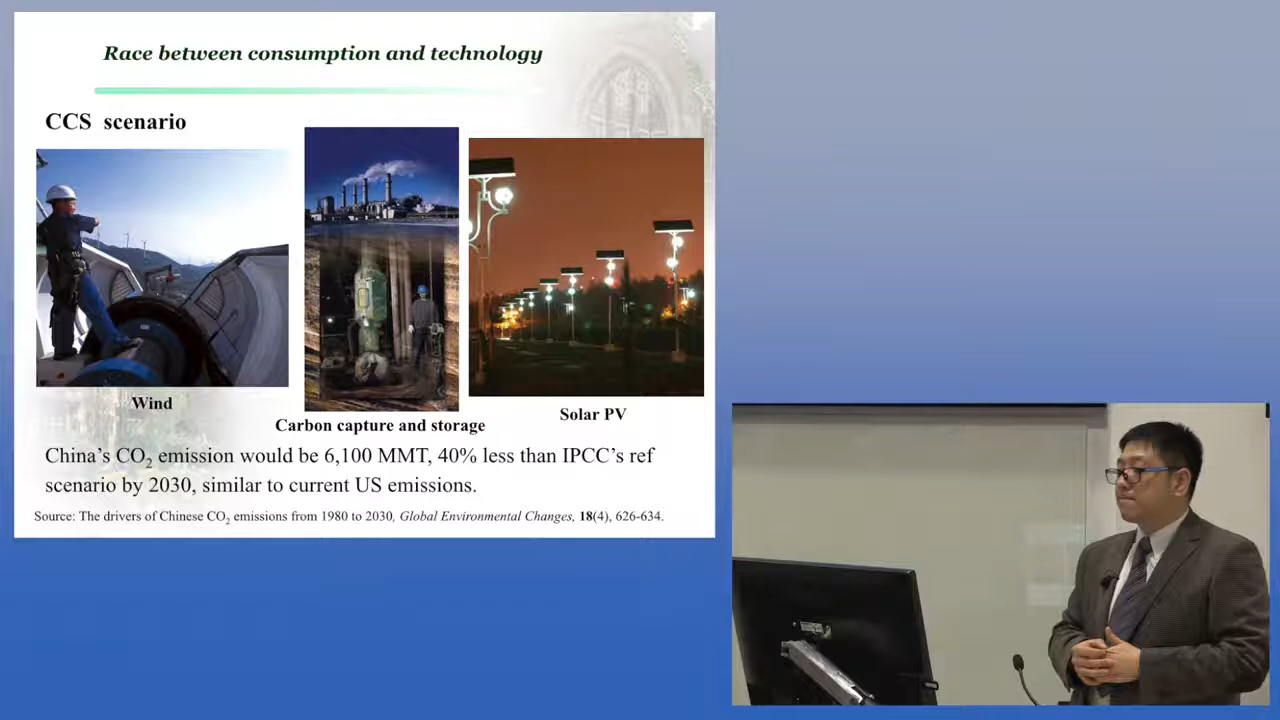 Race between consumption and technology
CCS scenario
Wind
Carbon capture and storage
Solar PV
China’s CO2 emission would be 6,100 MMT, 40% less than IPCC’s ref
scenario by 2030, similar to current US emissions.
Source: The drivers of Chinese CO2 emissions from 1980 to 2030, Global Environmental Changes, 18(4), 626-634.